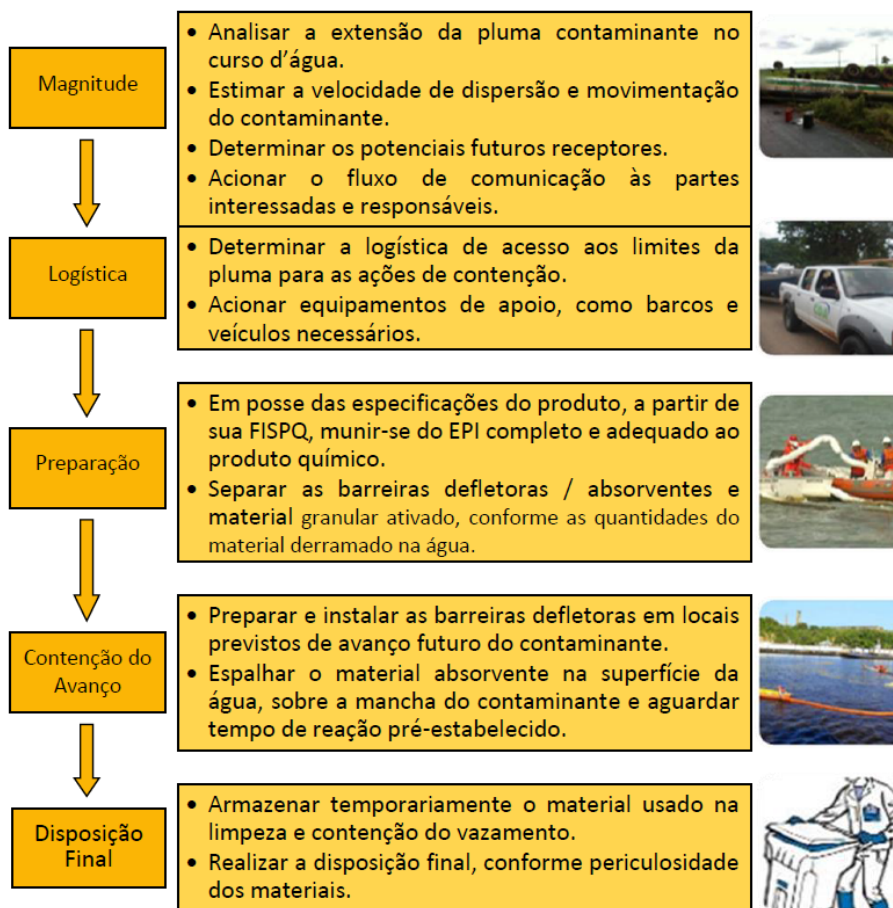 Magnitude
• Analisar a extensão da pluma contaminante no
curso d’água.
• Estimar a velocidade de dispersão e movimentação
do contaminante.
• Determinar os potenciais futuros receptores.
• Acionar o fluxo de comunicação às partes
interessadas e responsáveis.
Logística
• Determinar a logística de acesso aos limites da
pluma para as ações de contenção.
• Acionar equipamentos de apoio, como barcos e
veículos necessários.
Preparação
• Em posse das especificações do produto, a partir de
sua FISPQ, munir-se do EPI completo e adequado ao
produto químico.
• Separar as barreiras defletoras / absorventes e
material granular ativado, conforme as quantidades do
material derramado na água.
Contenção do
Avanço
• Preparar e instalar as barreiras defletoras em locais
previstos de avanço futuro do contaminante.
• Espalhar o material absorvente na superfície da
água, sobre a mancha do contaminante e aguardar
tempo de reação pré-estabelecido.
Disposição
Final
• Armazenar temporariamente o material usado na
limpeza e contenção do vazamento.
• Realizar a disposição final, conforme periculosidade
dos materiais.